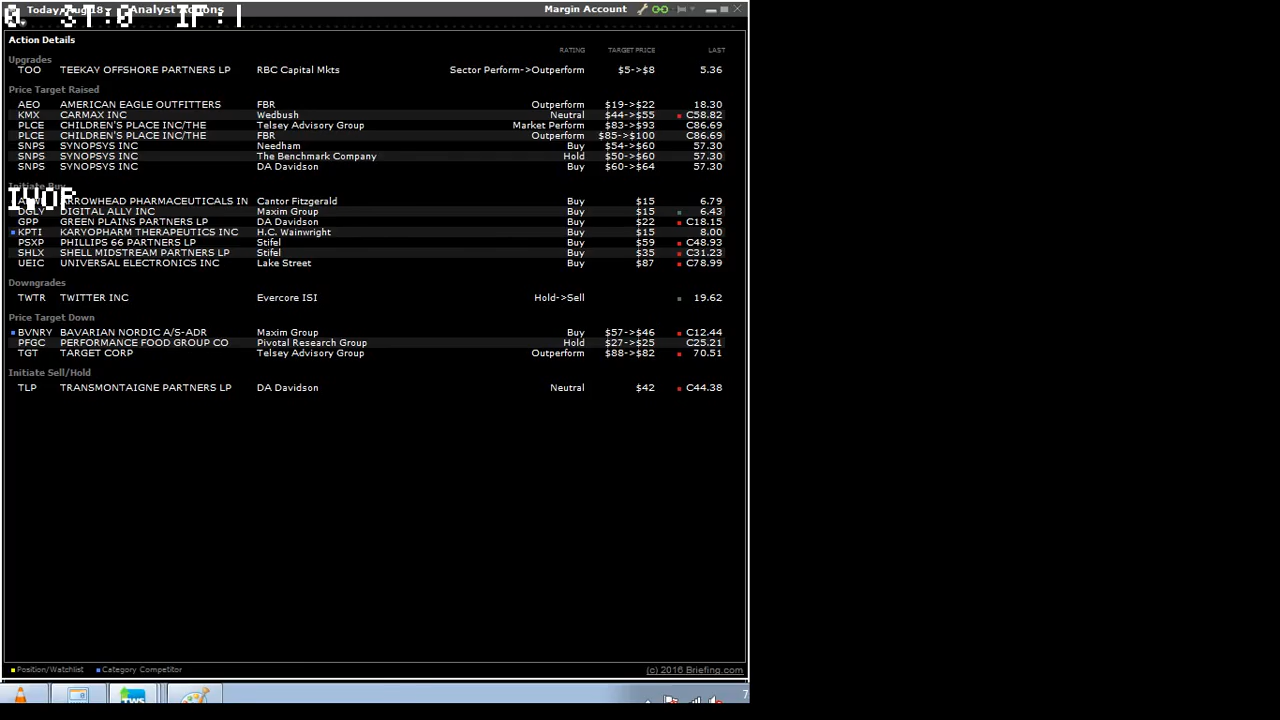 0 ST:0 IF:1
Today Aug 18 Analyst Actions Margin Account
Action Details
RATING TARGET PRICE LAST
Upgrades
TOO TEEKAY OFFSHORE PARTNERS LP RBC Capital Mkts Sector Perform->Outperform $5->$8 5.36
Price Target Raised
AEO AMERICAN EAGLE OUTFITTERS FBR Outperform $19->$22 18.30
KMX CARMAX INC Wedbush Neutral $44->$55 C58.82
PLCE CHILDREN'S PLACE INC/THE Telsey Advisory Group Market Perform $83->$93 C86.69
PLCE CHILDREN'S PLACE INC/THE FBR Outperform $85->$100 C86.69
SNPS SYNOPSYS INC Needham Buy $54->$60 57.30
SNPS SYNOPSYS INC The Benchmark Company Hold $50->$60 57.30
SNPS SYNOPSYS INC DA Davidson Buy $60->$64 57.30
Initiate Buy
ARROWHEAD PHARMACEUTICALS IN Cantor Fitzgerald $15 6.79
DGLY DIGITAL ALLY INC Maxim Group Buy $15 6.43
GPP GREEN PLAINS PARTNERS LP DA Davidson Buy $22 C18.15
KPTI KARYOPHARM THERAPEUTICS INC H.C. Wainwright Buy $15 8.00
PSXP PHILLIPS 66 PARTNERS LP Stifel Buy $59 C48.93
SHLX SHELL MIDSTREAM PARTNERS LP Stifel Buy $35 C31.23
UEIC UNIVERSAL ELECTRONICS INC Lake Street Buy $87 C78.99
Downgrades
TWTR TWITTER INC Evercore ISI Hold->Sell 19.62
Price Target Down
BVNRY BAVARIAN NORDIC A/S-ADR Maxim Group Buy $57->$46 C12.44
PFGC PERFORMANCE FOOD GROUP CO Pivotal Research Group Hold $27->$25 C25.21
TGT TARGET CORP Telsey Advisory Group Outperform $88->$82 70.51
Initiate Sell/Hold
TLP TRANSMONTAIGNE PARTNERS LP DA Davidson Neutral $42 C44.38
Position/Watchlist Category Competitor (c) 2016 Briefing.com
TWS 7